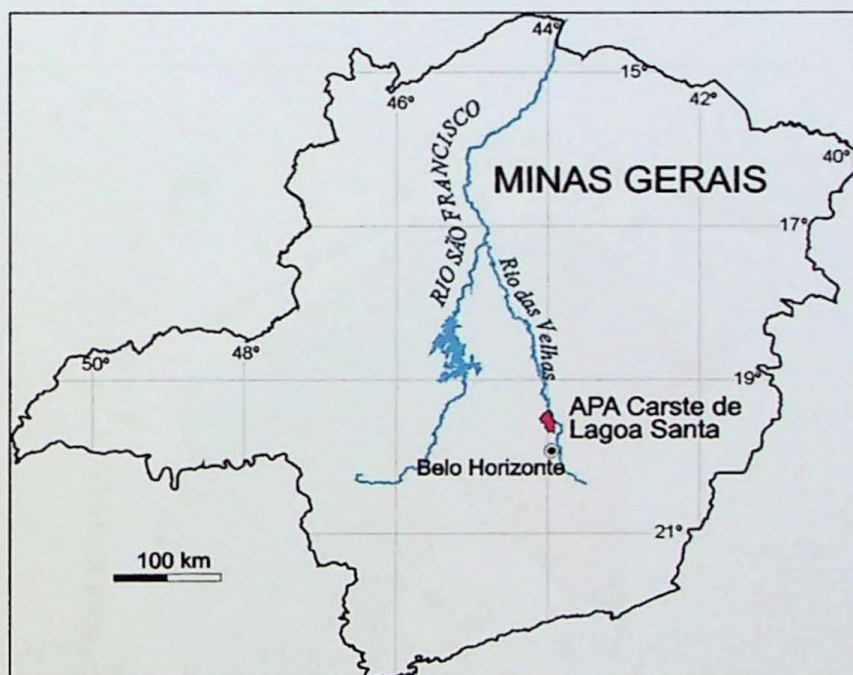 44°
46°
15°
42°
40°
RIO SÃO FRANCISCO
MINAS GERAIS
17°
Rio das Velhas
50°
48°
19°
APA Carste de
Lagoa Santa
Belo Horizonte
21°
100 km